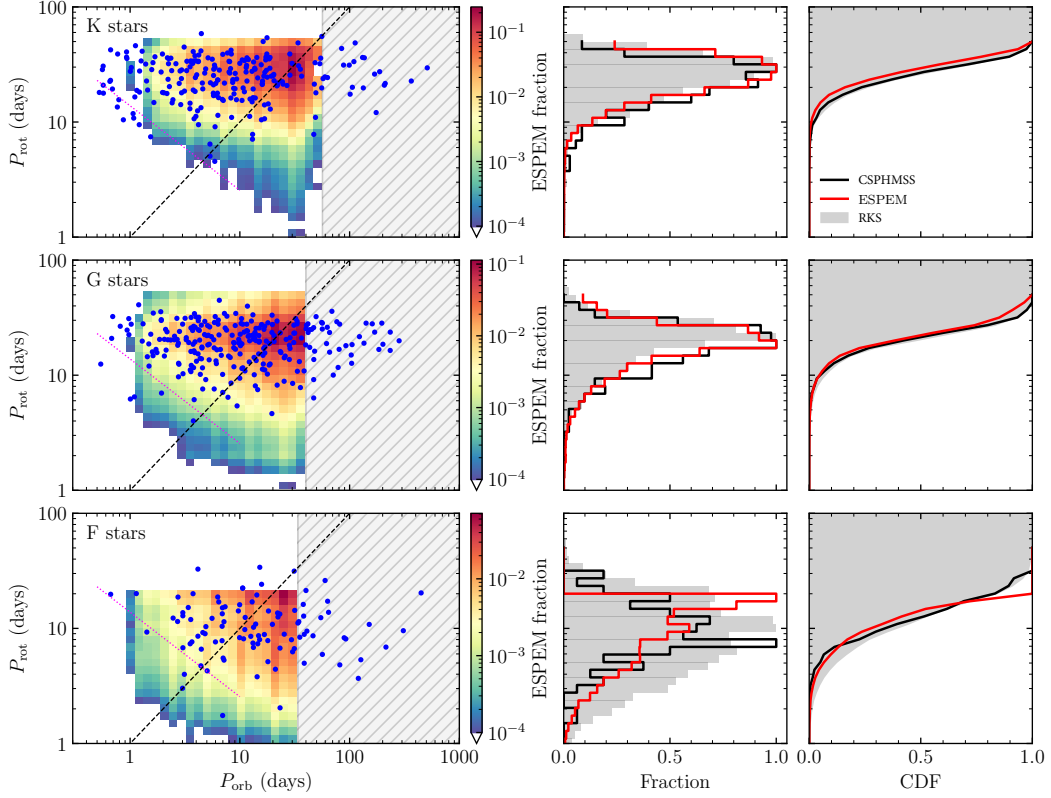 K stars
P_rot (days)
100
10
1
10^-1
10^-2
10^-3
10^-4
ESPEM fraction
CSPHMSS
ESPEM
RKS
G stars
P_rot (days)
100
10
1
10^-1
10^-2
10^-3
10^-4
ESPEM fraction
F stars
P_rot (days)
100
10
1
1 10 100 1000
P_orb (days)
10^-2
10^-3
10^-4
ESPEM fraction
0.0 0.5 1.0
Fraction
0.0 0.5 1.0
CDF